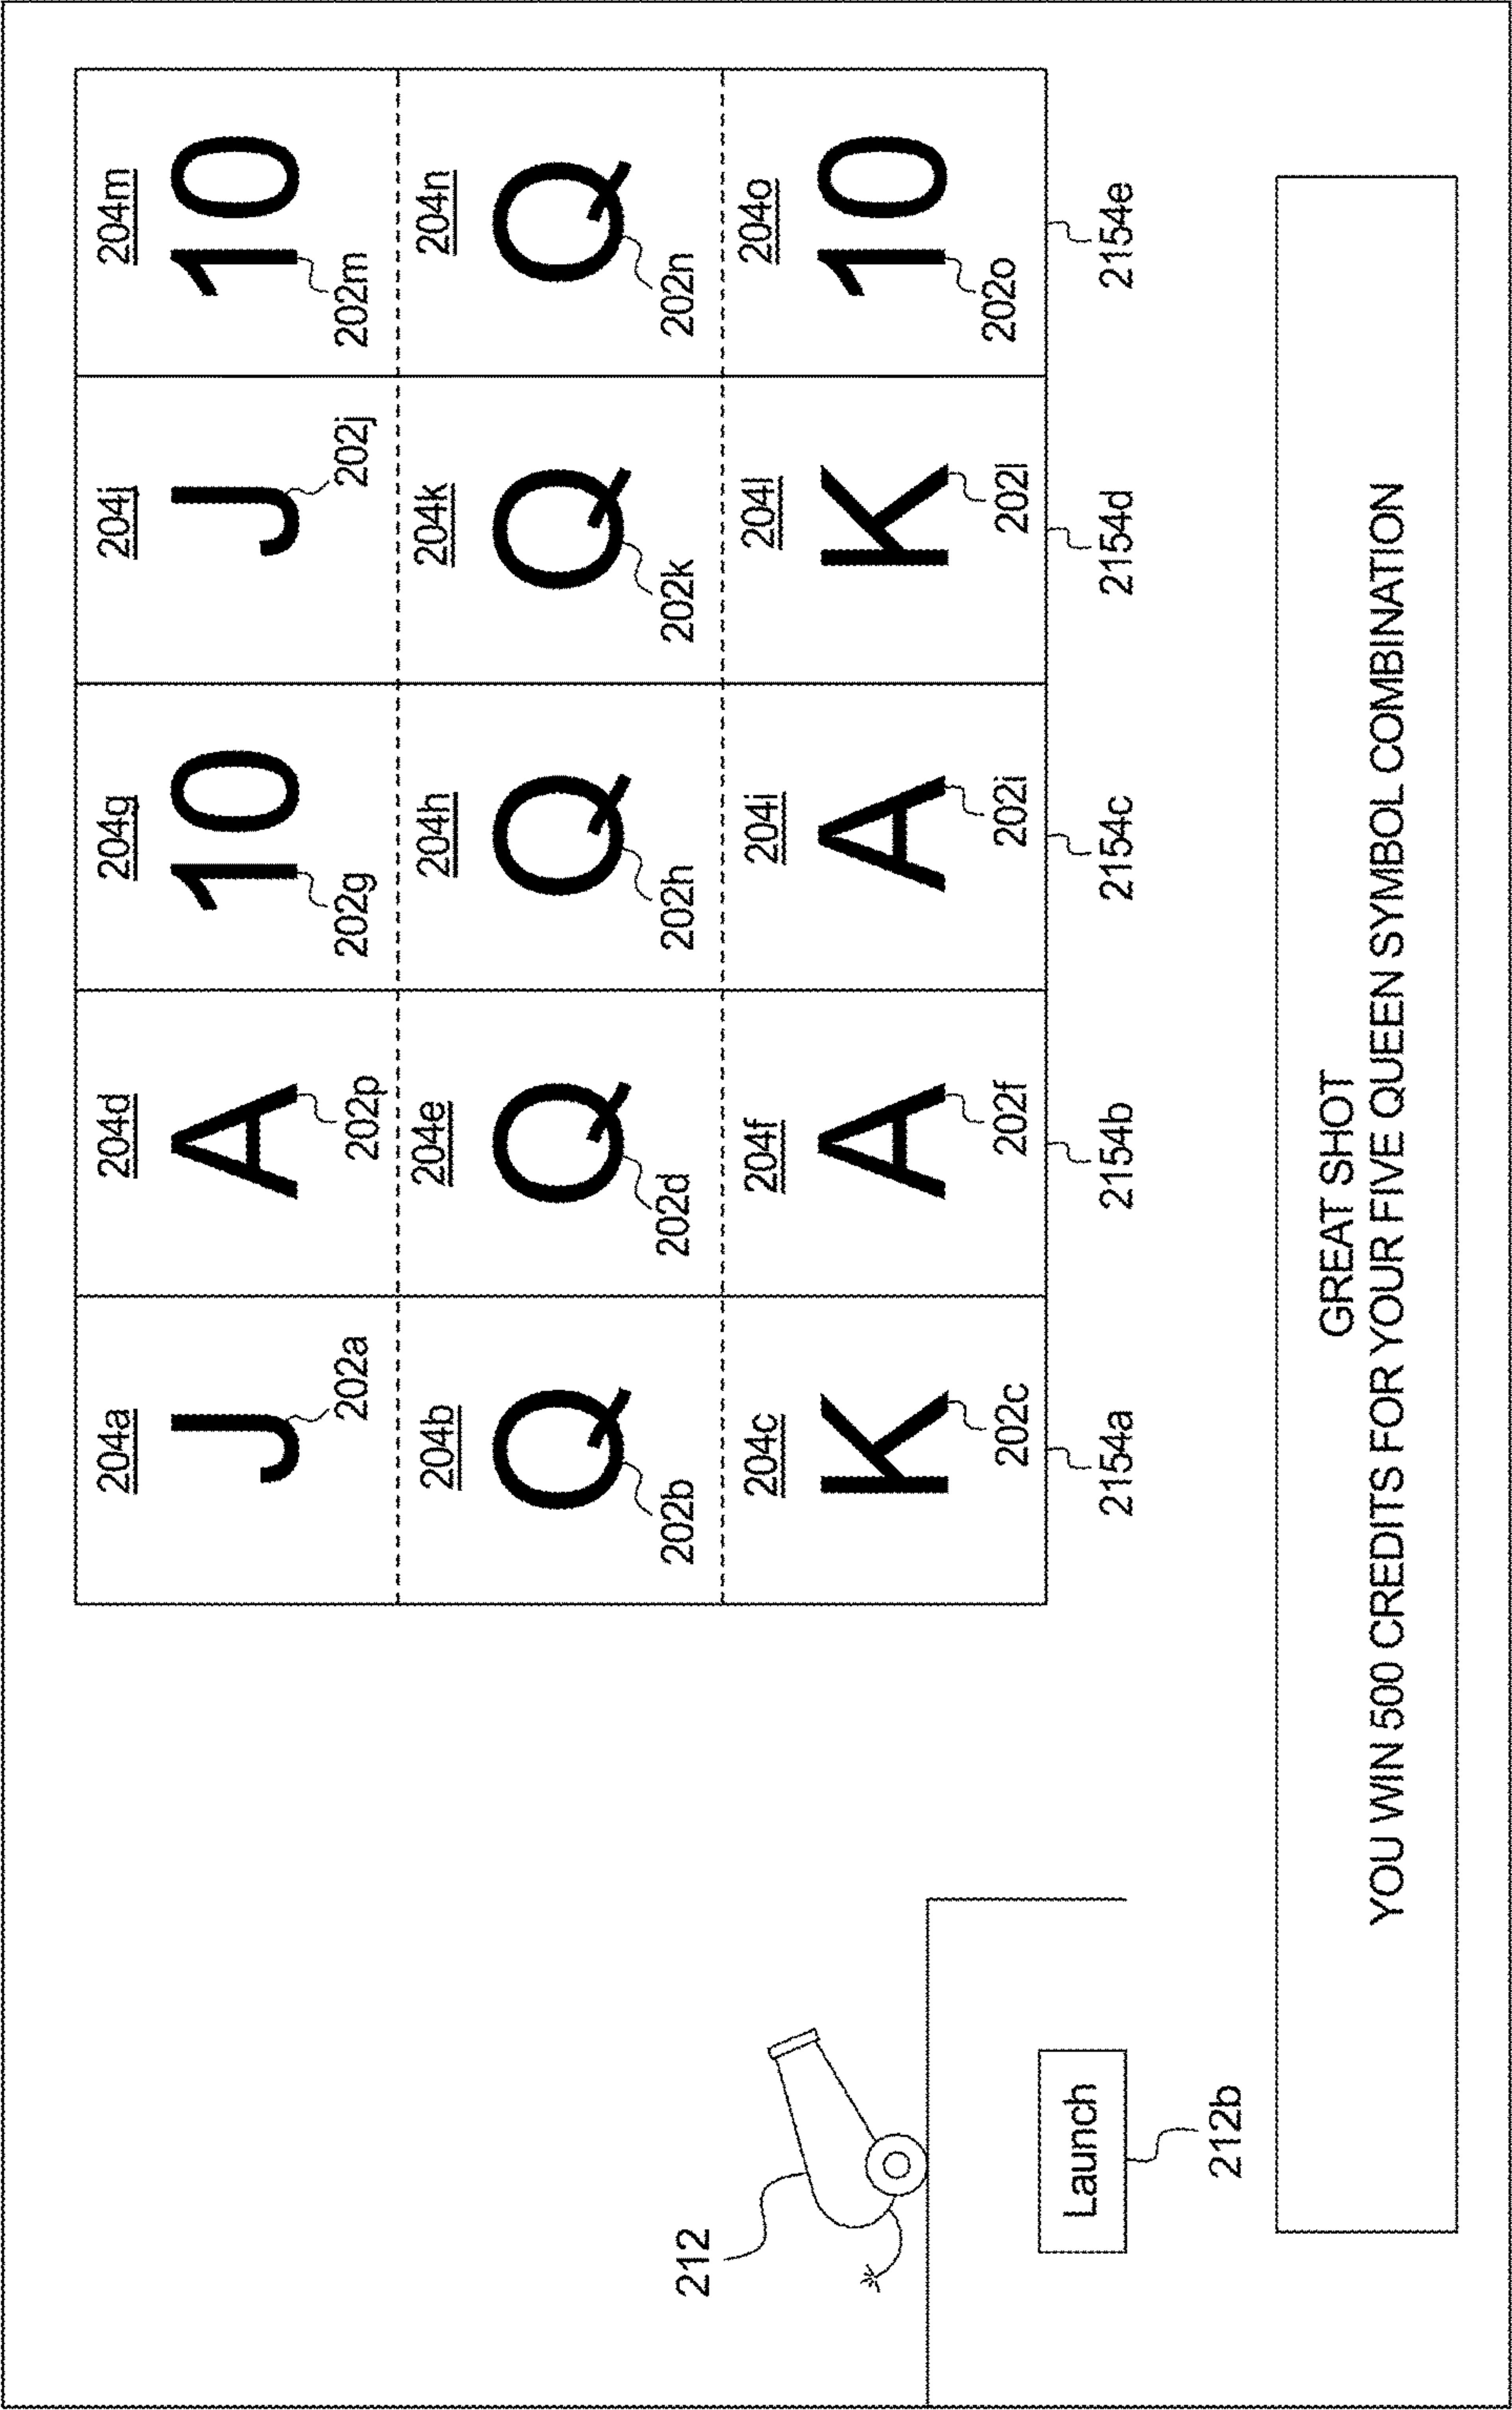 204a
J
202a
204d
A
202p
204g
10
202g
204j
J
202j
204m
10
202m
204b
Q
202b
204e
Q
202d
204h
Q
202h
204k
Q
202k
204n
Q
202n
204c
K
202c
204f
A
202f
204i
A
202i
204l
K
202l
204o
10
202o
2154a
2154b
2154c
2154d
2154e
212
Launch
212b
GREAT SHOT
YOU WIN 500 CREDITS FOR YOUR FIVE QUEEN SYMBOL COMBINATION